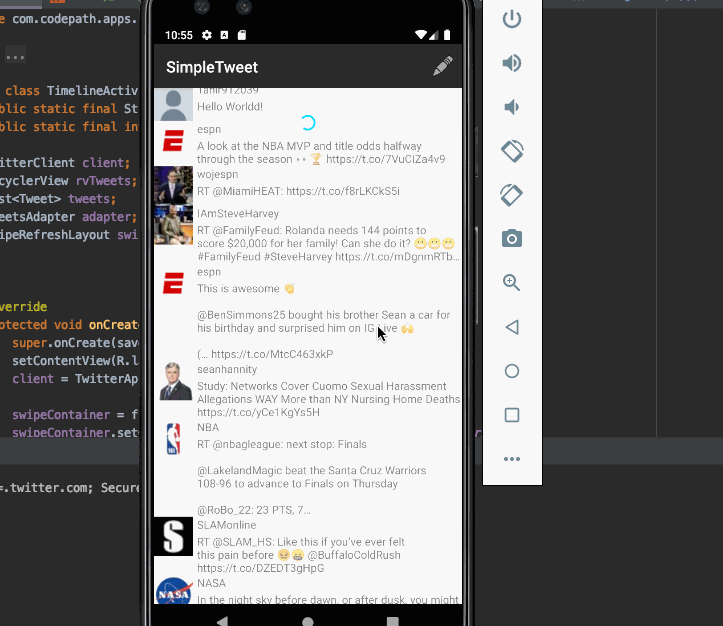 e com.codepath.apps.
...
class TimelineActiv
blic static final St
blic static final in
itterClient client;
cyclerView rvTweets;
st<Tweet> tweets;
eetsAdapter adapter;
ipeRefreshLayout swi
verride
otected void onCreat
super.onCreate(sav
setContentView(R.l
client = TwitterAp
swipeContainer = f
swipeContainer.set
=.twitter.com; Secure
10:55
SimpleTweet
Tahir912039
Hello Worldd!
espn
A look at the NBA MVP and title odds halfway
through the season 👀 🏆 https://t.co/7VuCIZa4v9
wojespn
RT @MiamiHEAT: https://t.co/f8rLKCkS5i
IAmSteveHarvey
RT @FamilyFeud: Rolanda needs 144 points to
score $20,000 for her family! Can she do it? 😬😬😬
#FamilyFeud #SteveHarvey https://t.co/mDgnmRTb...
espn
This is awesome 👏
@BenSimmons25 bought his brother Sean a car for
his birthday and surprised him on IG Live 🙌
(... https://t.co/MtcC463xkP
seanhannity
Study: Networks Cover Cuomo Sexual Harassment
Allegations WAY More than NY Nursing Home Deaths
https://t.co/yCe1KgYs5H
NBA
RT @nbagleague: next stop: Finals
@LakelandMagic beat the Santa Cruz Warriors
108-96 to advance to Finals on Thursday
@RoBo_22: 23 PTS, 7...
SLAMonline
RT @SLAM_HS: Like this if you've ever felt
this pain before 😖😩 @BuffaloColdRush
https://t.co/DZEDT3gHpG
NASA
In the night sky before dawn, or after dusk, you might